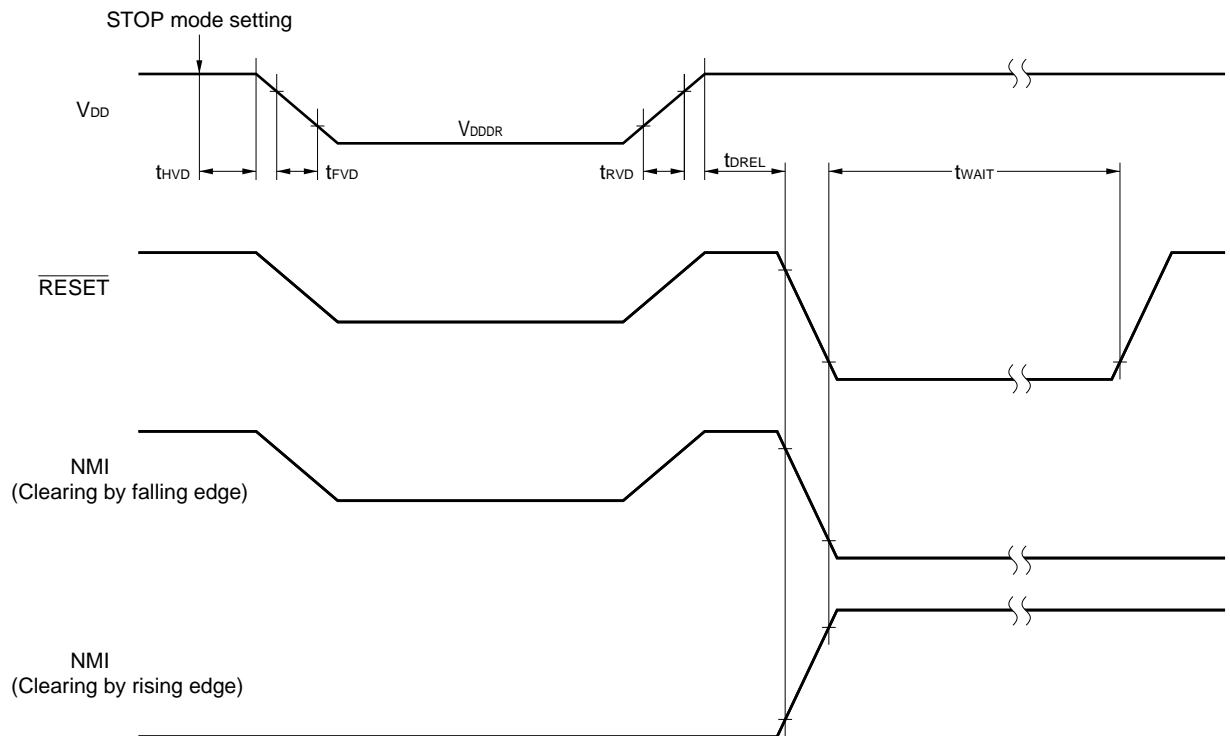 STOP mode setting
VDD
VDDDR
tHVD
tFVD
tRVD
tDREL
tWAIT
RESET
NMI
(Clearing by falling edge)
NMI
(Clearing by rising edge)